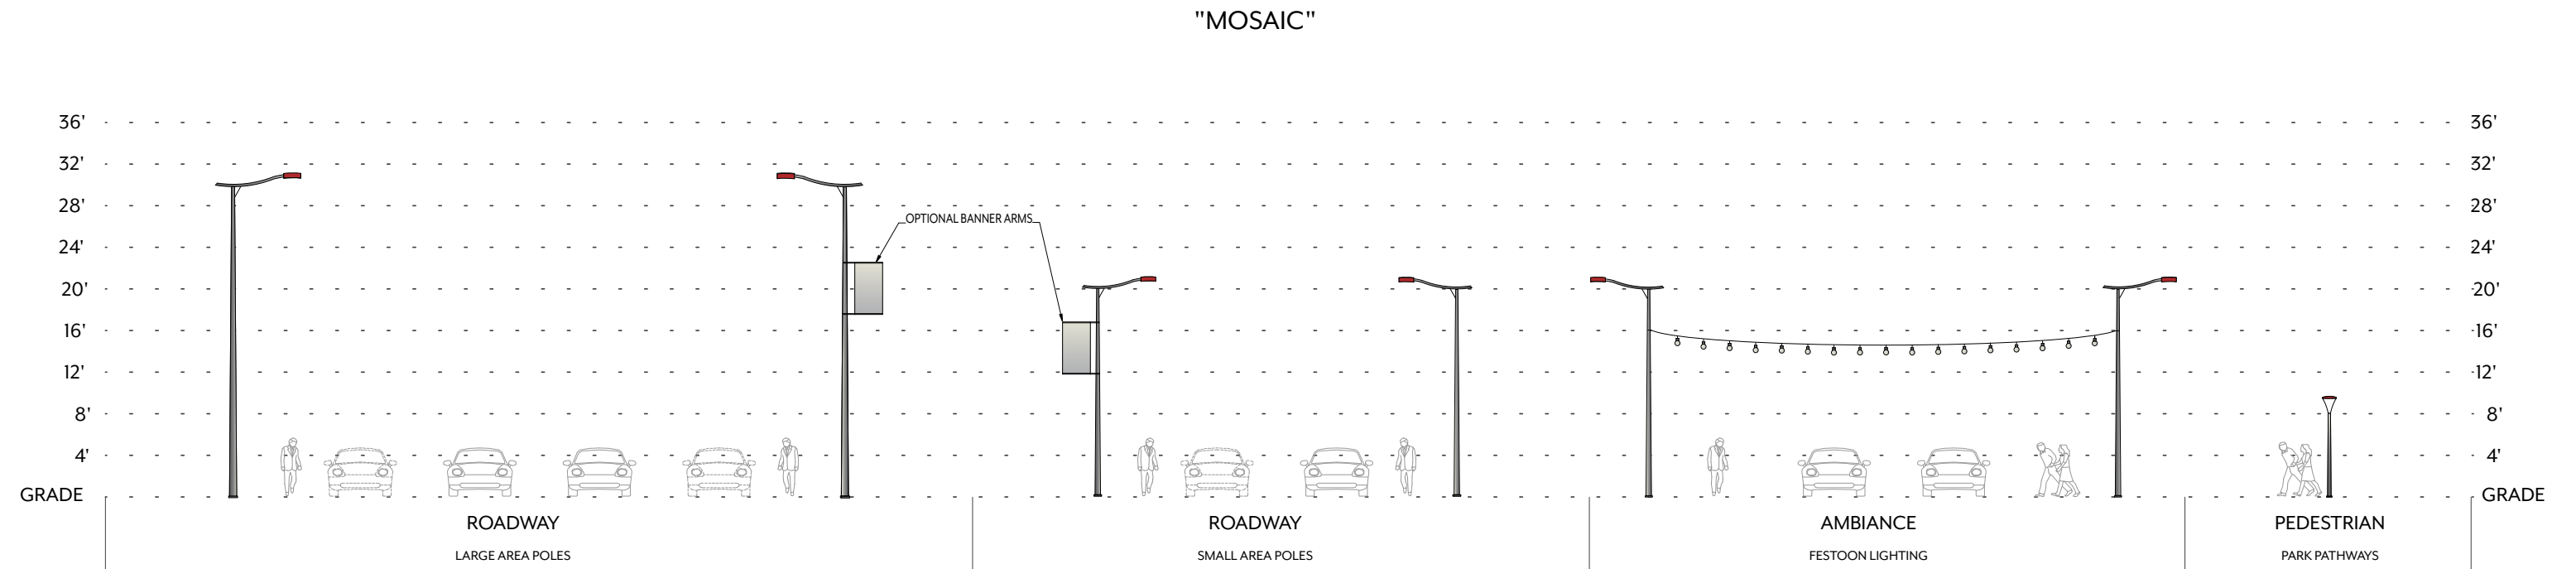 "MOSAIC"
36' 36'
32' 32'
28' 28'
OPTIONAL BANNER ARMS
24' 24'
20' 20'
16' 16'
12' 12'
8' 8'
4' 4'
GRADE GRADE
ROADWAY ROADWAY AMBIANCE PEDESTRIAN
LARGE AREA POLES SMALL AREA POLES FESTOON LIGHTING PARK PATHWAYS